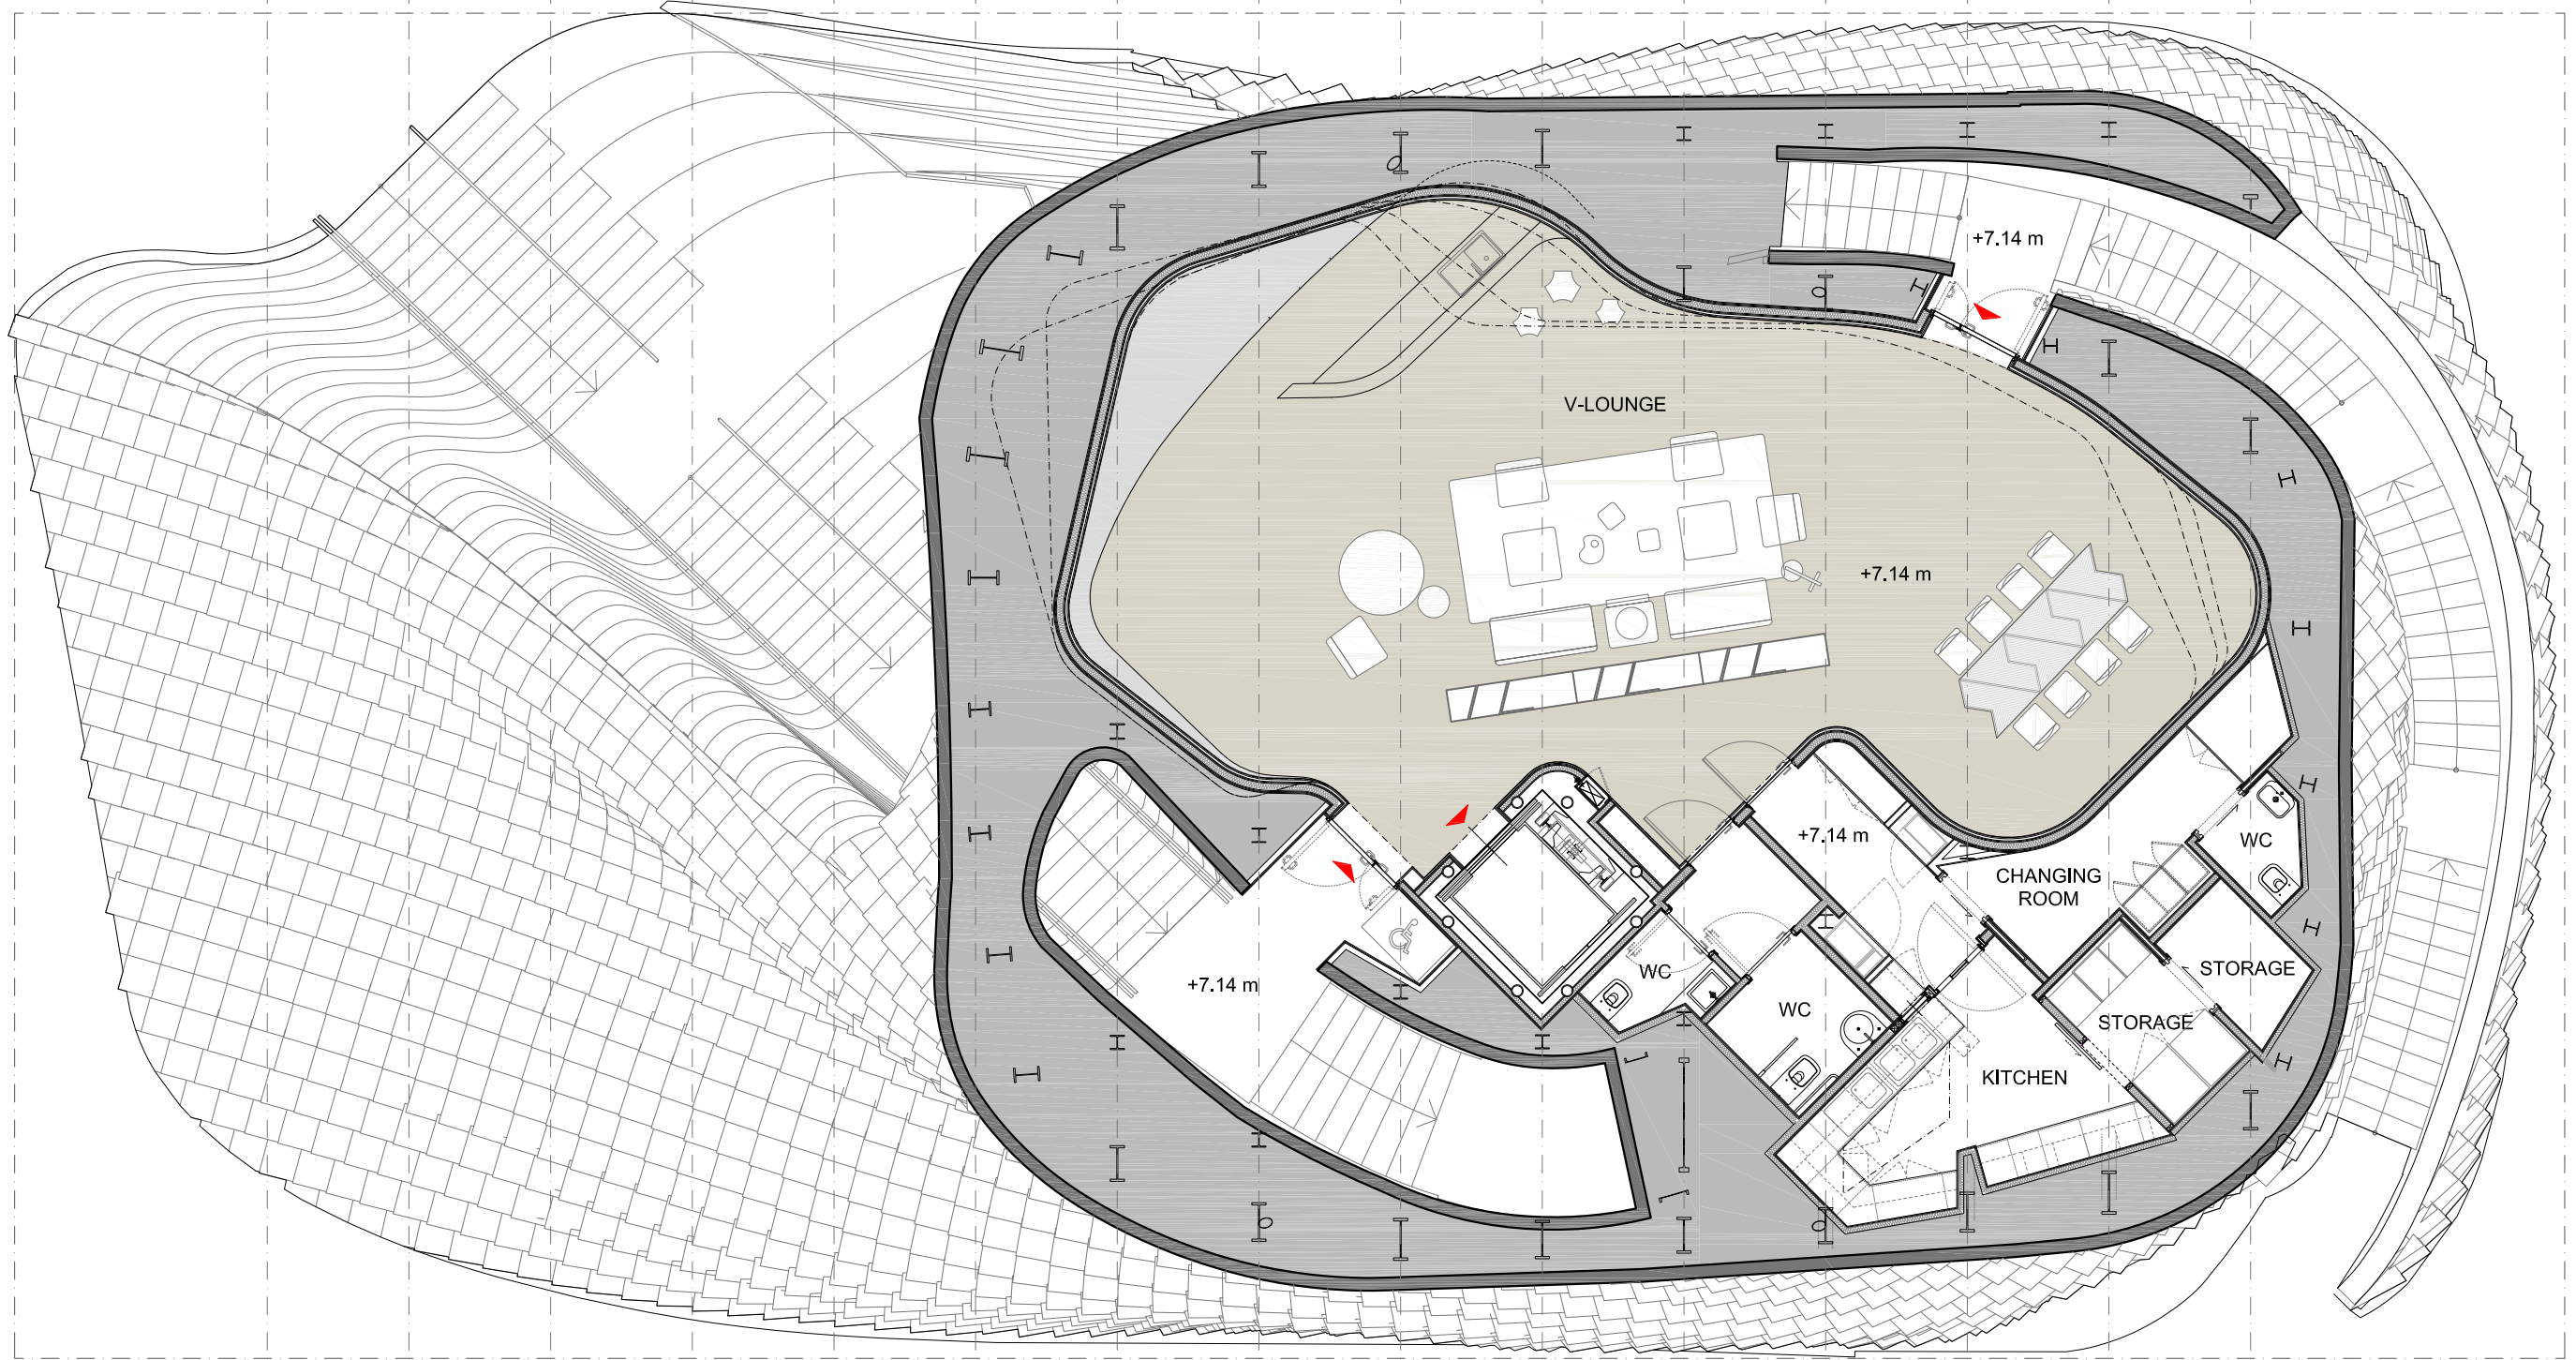 +7.14 m
V-LOUNGE
+7.14 m
+7.14 m
WC
CHANGING
ROOM
WC
STORAGE
+7.14 m
WC
STORAGE
KITCHEN